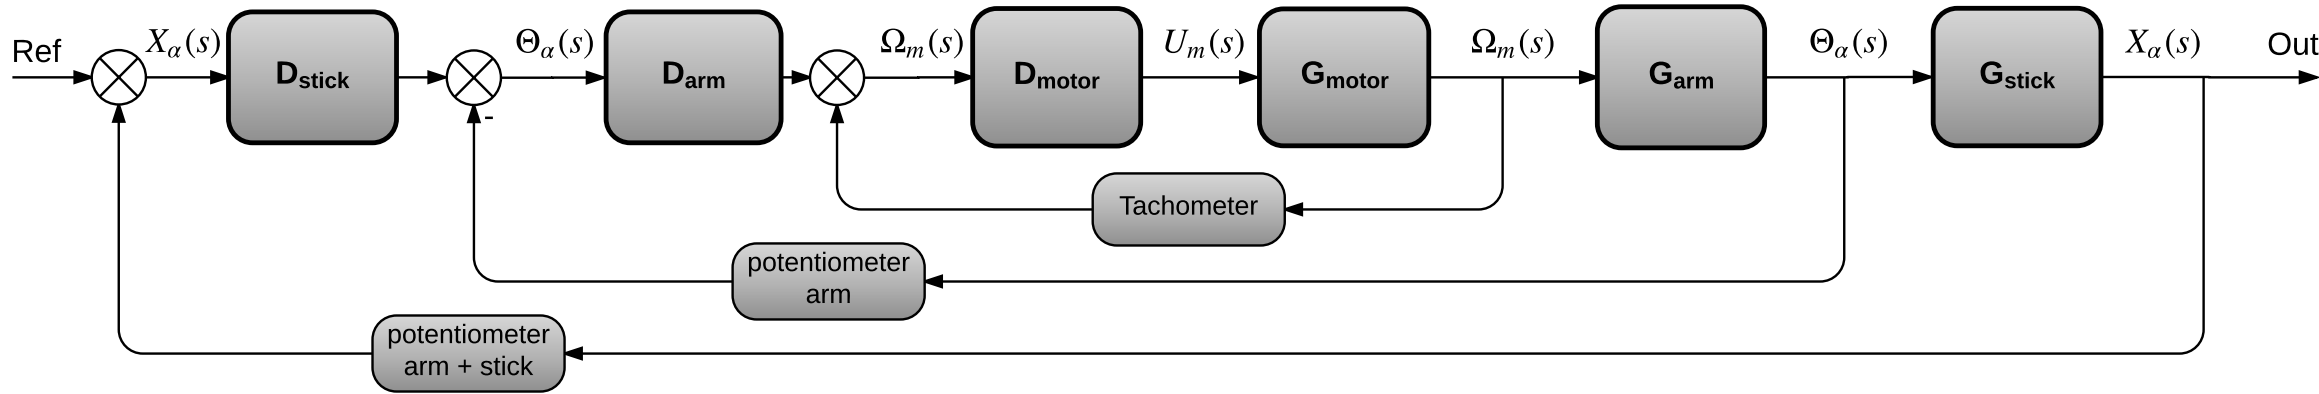 Ref
Xα(s)
Dstick
Θα(s)
-
Darm
Ωm(s)
Dmotor
Um(s)
Gmotor
Ωm(s)
Garm
Θα(s)
Gstick
Xα(s)
Out
Tachometer
potentiometer
arm
potentiometer
arm + stick